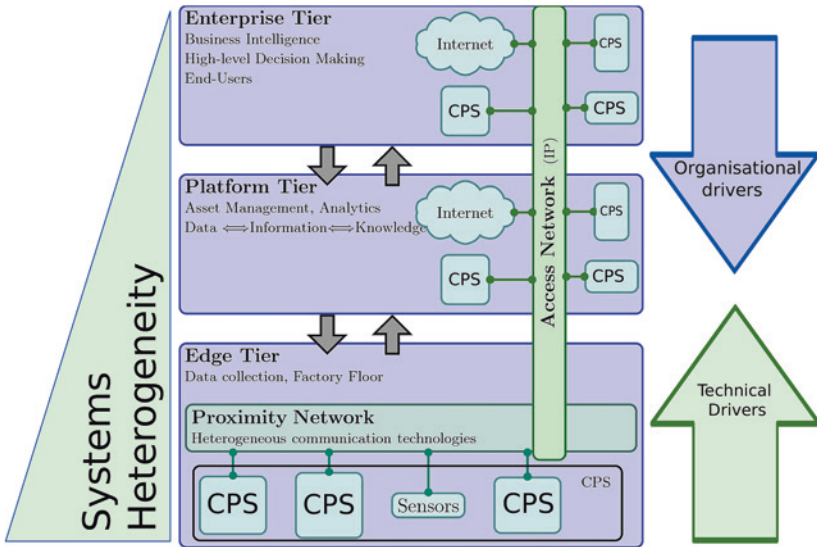 Enterprise Tier
Business Intelligence
High-level Decision Making
End-Users
Internet
CPS
CPS
CPS
Platform Tier
Asset Management, Analytics
Data ⟺Information⟺Knowledge
Internet
CPS
CPS
CPS
Edge Tier
Data collection, Factory Floor
Proximity Network
Heterogeneous communication technologies
CPS
CPS
CPS
Sensors
CPS
Access Network (IP)
Systems
Heterogeneity
Organisational
drivers
Technical
Drivers